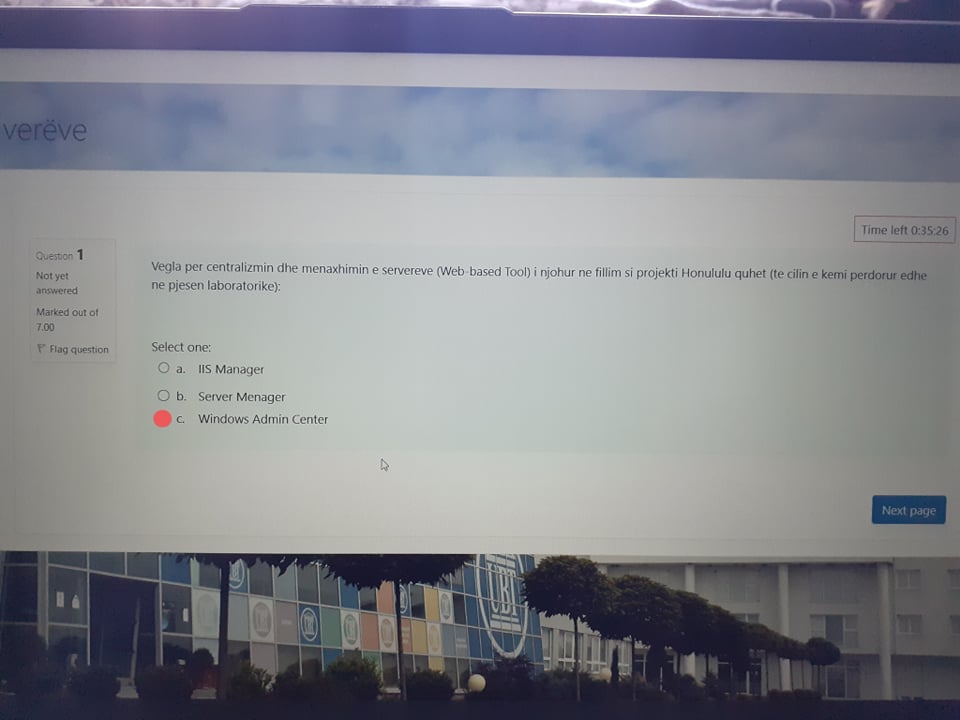 verëve
Time left 0:35:26
Question 1
Not yet
answered
Marked out of
7.00
Flag question
Vegla per centralizmin dhe menaxhimin e servereve (Web-based Tool) i njohur ne fillim si projekti Honululu quhet (te cilin e kemi perdorur edhe
ne pjesen laboratorike):
Select one:
a. IIS Manager
b. Server Menager
c. Windows Admin Center
Next page
UBT